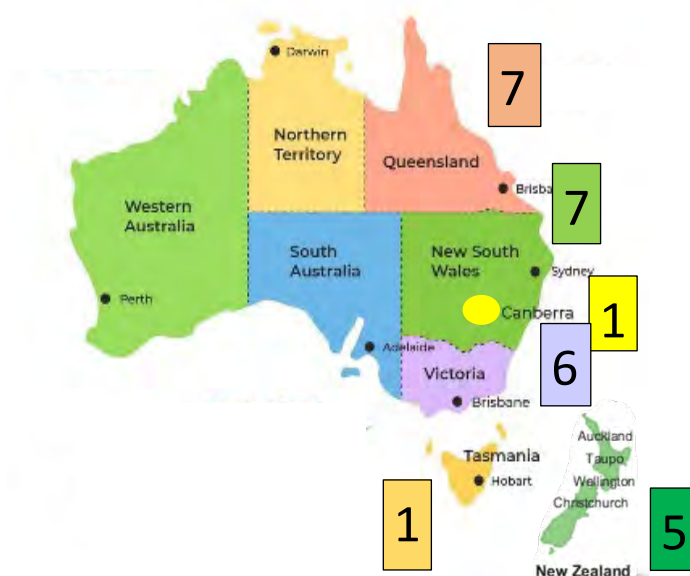 Darwin
7
Northern
Territory
Queensland
Brisba
7
Western
Australia
South
Australia
New South
Wales
Sydney
Perth
Canberra
1
Adelaide
6
Victoria
Brisbane
Tasmania
Hobart
1
Auckland
Taupo
Wellington
Christchurch
5
New Zealand